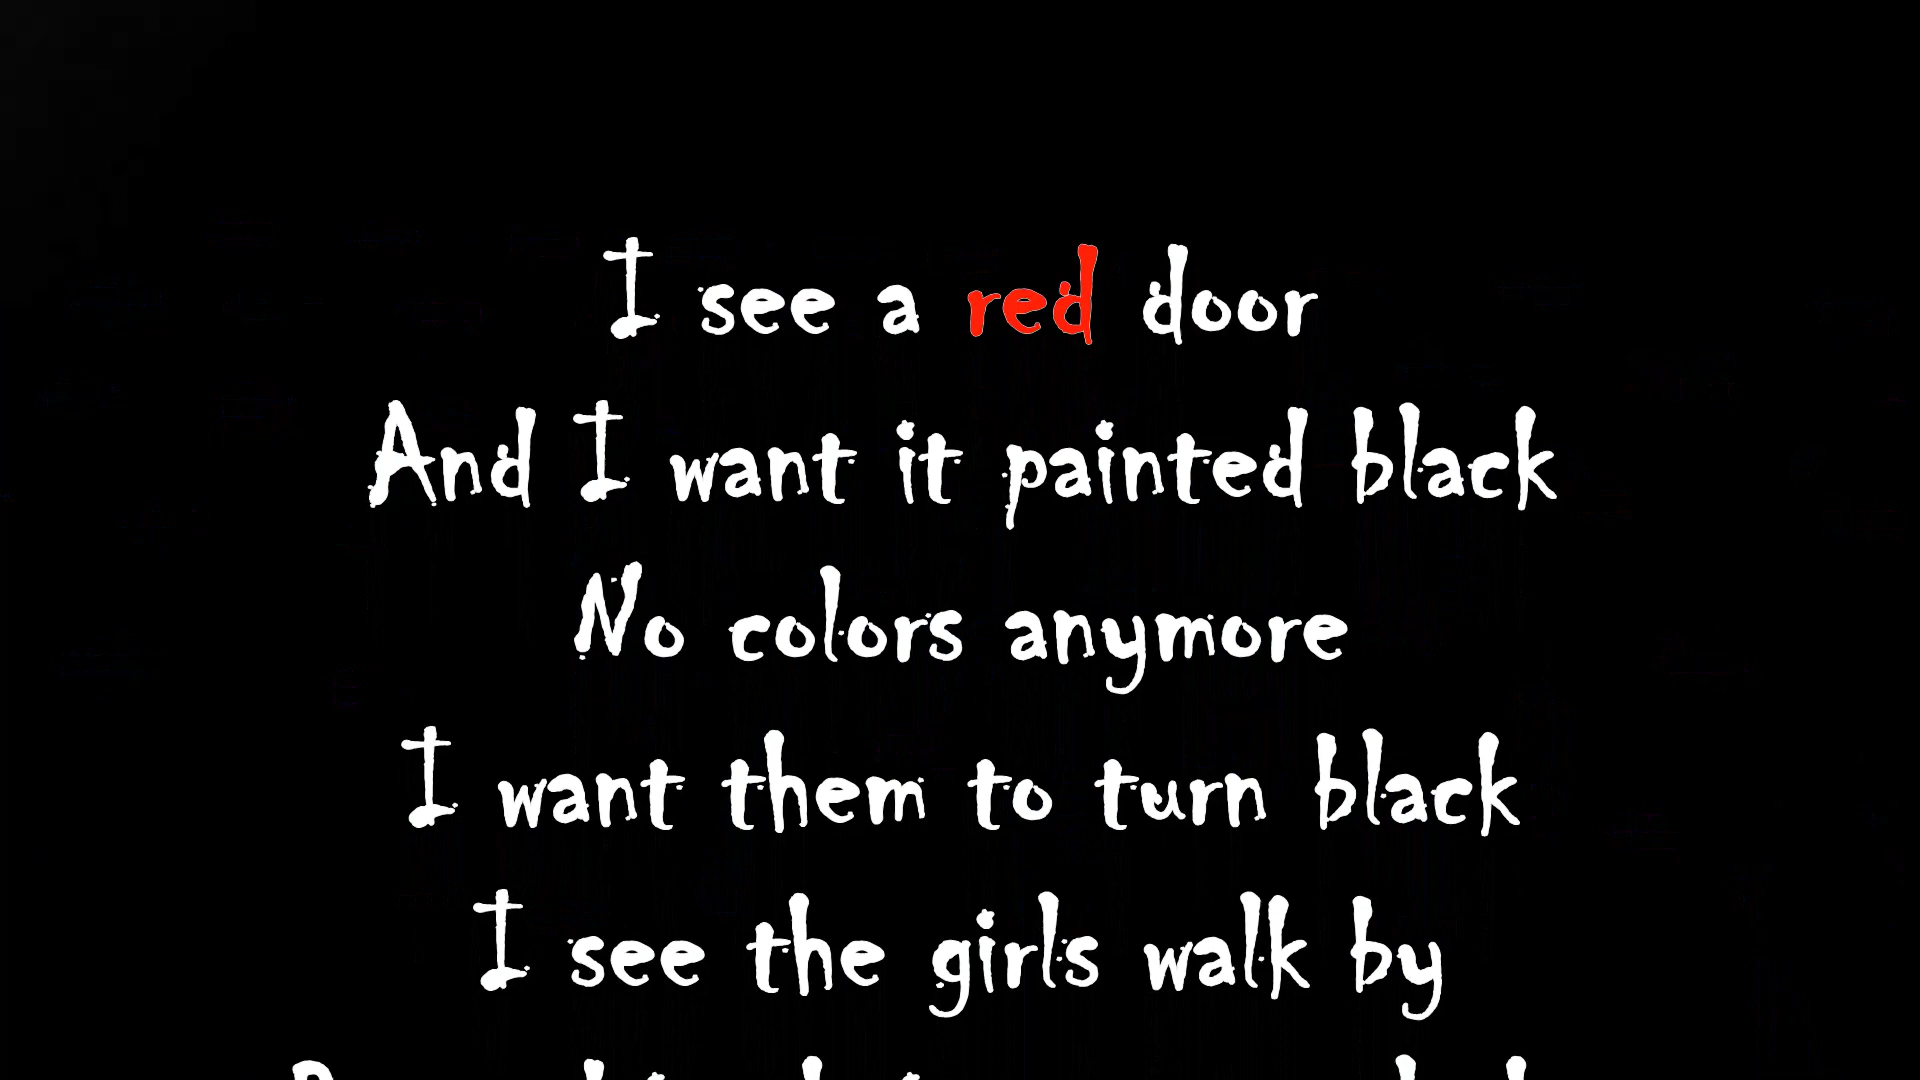 I see a red door
And I want it painted black
No colors anymore
I want them to turn black
I see the girls walk by